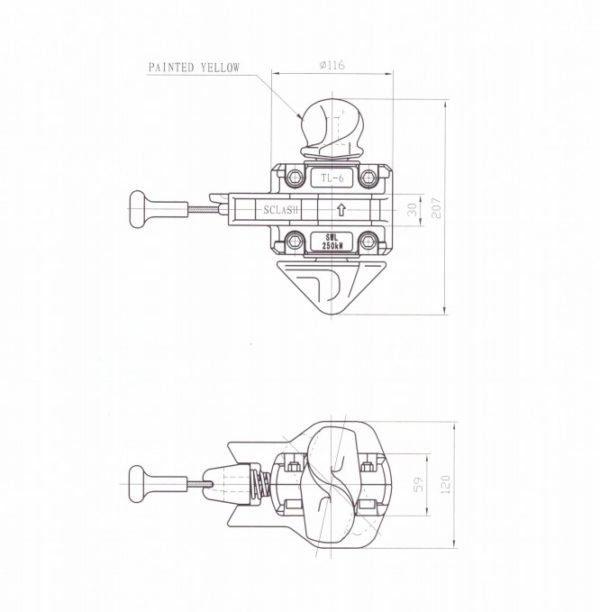 PAINTED YELLOW
Ø116
TL-6
SCLASH
30
207
SWL
250kN
59
120